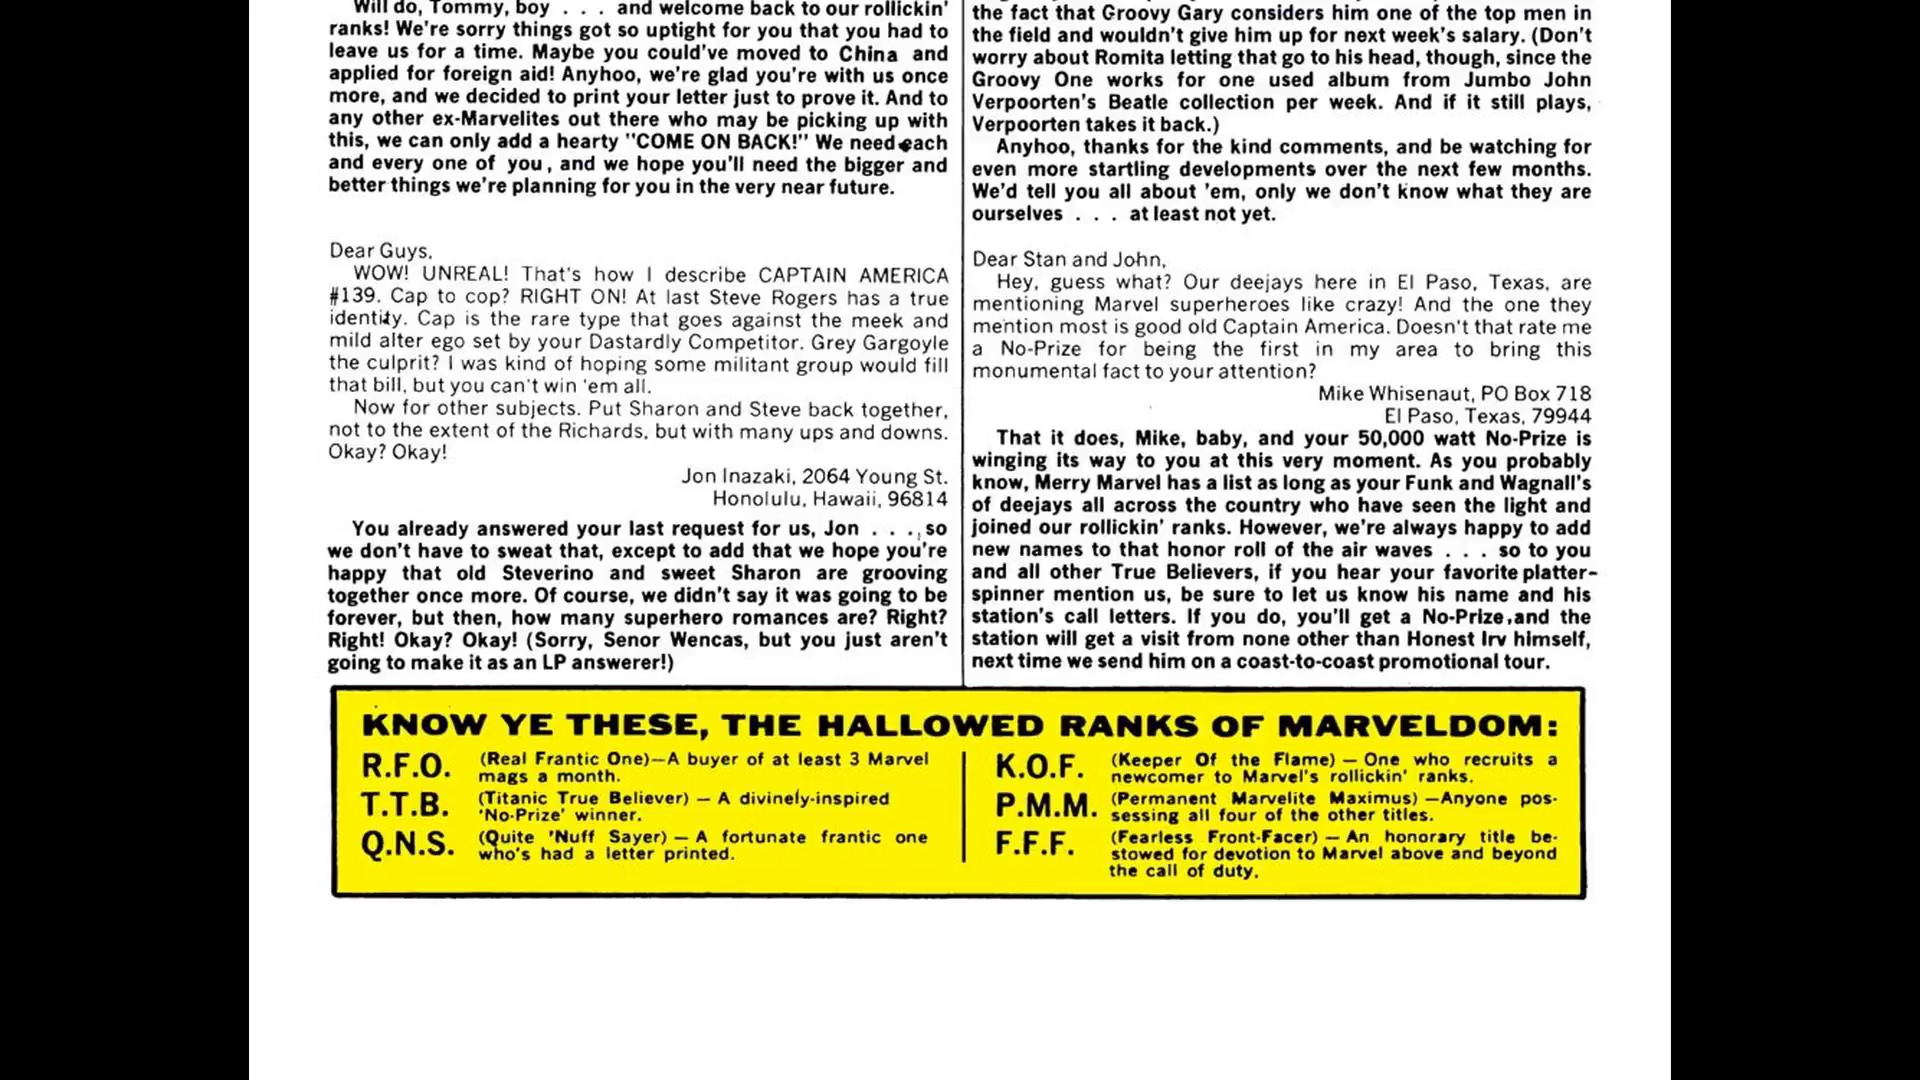 Will do, Tommy, boy . . . and welcome back to our rollickin'
ranks! We're sorry things got so uptight for you that you had to
leave us for a time. Maybe you could've moved to China and
applied for foreign aid! Anyhoo, we're glad you're with us once
more, and we decided to print your letter just to prove it. And to
any other ex-Marvelites out there who may be picking up with
this, we can only add a hearty "COME ON BACK!" We need each
and every one of you, and we hope you'll need the bigger and
better things we're planning for you in the very near future.
Dear Guys,
WOW! UNREAL! That's how I describe CAPTAIN AMERICA
#139. Cap to cop? RIGHT ON! At last Steve Rogers has a true
identity. Cap is the rare type that goes against the meek and
mild alter ego set by your Dastardly Competitor. Grey Gargoyle
the culprit? I was kind of hoping some militant group would fill
that bill, but you can't win 'em all.
Now for other subjects. Put Sharon and Steve back together,
not to the extent of the Richards, but with many ups and downs.
Okay? Okay!
Jon Inazaki, 2064 Young St.
Honolulu, Hawaii, 96814
You already answered your last request for us, Jon . . . so
we don't have to sweat that, except to add that we hope you're
happy that old Steverino and sweet Sharon are grooving
together once more. Of course, we didn't say it was going to be
forever, but then, how many superhero romances are? Right?
Right! Okay? Okay! (Sorry, Senor Wencas, but you just aren't
going to make it as an LP answerer!)
the fact that Groovy Gary considers him one of the top men in
the field and wouldn't give him up for next week's salary. (Don't
worry about Romita letting that go to his head, though, since the
Groovy One works for one used album from Jumbo John
Verpoorten's Beatle collection per week. And if it still plays,
Verpoorten takes it back.)
Anyhoo, thanks for the kind comments, and be watching for
even more startling developments over the next few months.
We'd tell you all about 'em, only we don't know what they are
ourselves . . . at least not yet.
Dear Stan and John,
Hey, guess what? Our deejays here in El Paso, Texas, are
mentioning Marvel superheroes like crazy! And the one they
mention most is good old Captain America. Doesn't that rate me
a No-Prize for being the first in my area to bring this
monumental fact to your attention?
Mike Whisenaut, PO Box 718
El Paso, Texas, 79944
That it does, Mike, baby, and your 50,000 watt No-Prize is
winging its way to you at this very moment. As you probably
know, Merry Marvel has a list as long as your Funk and Wagnall's
of deejays all across the country who have seen the light and
joined our rollickin' ranks. However, we're always happy to add
new names to that honor roll of the air waves . . . so to you
and all other True Believers, if you hear your favorite platter-
spinner mention us, be sure to let us know his name and his
station's call letters. If you do, you'll get a No-Prize,and the
station will get a visit from none other than Honest Irv himself,
next time we send him on a coast-to-coast promotional tour.
KNOW YE THESE, THE HALLOWED RANKS OF MARVELDOM:
R.F.O. (Real Frantic One)—A buyer of at least 3 Marvel
mags a month.
T.T.B. (Titanic True Believer) — A divinely-inspired
'No-Prize' winner.
Q.N.S. (Quite 'Nuff Sayer) — A fortunate frantic one
who's had a letter printed.
K.O.F. (Keeper Of the Flame) — One who recruits a
newcomer to Marvel's rollickin' ranks.
P.M.M. (Permanent Marvelite Maximus) —Anyone pos-
sessing all four of the other titles.
F.F.F. (Fearless Front-Facer) — An honorary title be-
stowed for devotion to Marvel above and beyond
the call of duty.